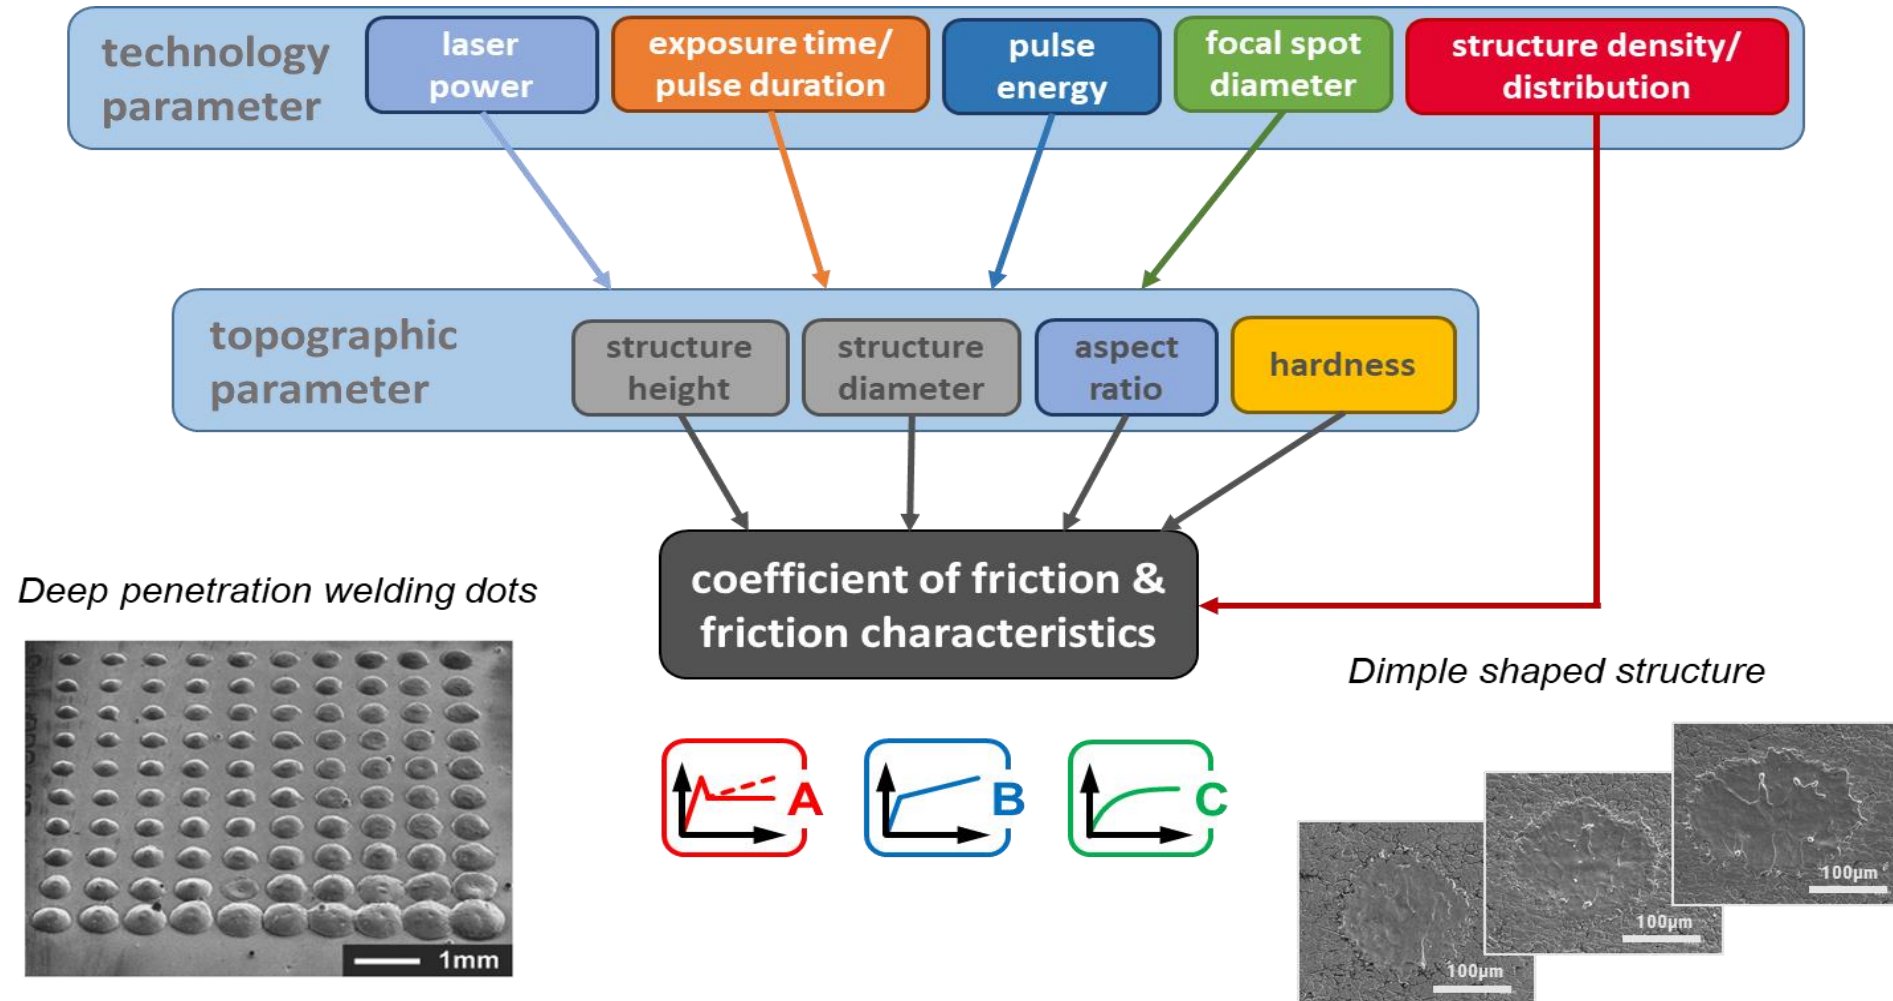 technology
parameter
laser
power
exposure time/
pulse duration
pulse
energy
focal spot
diameter
structure density/
distribution
topographic
parameter
structure
height
structure
diameter
aspect
ratio
hardness
coefficient of friction &
friction characteristics
Deep penetration welding dots
1mm
A
B
C
Dimple shaped structure
100µm
100µm
100µm